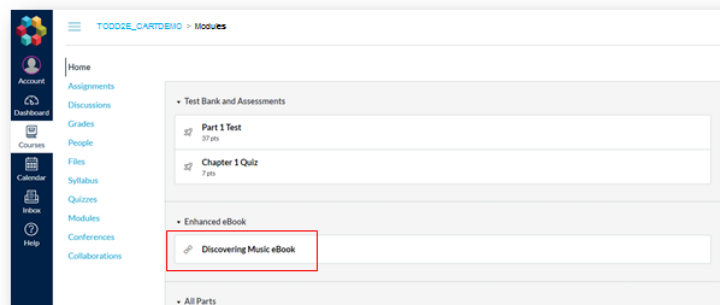 TODD2E_CARTDEMO > Modules
Account
Dashboard
Courses
Calendar
Inbox
Help
Home
Assignments
Discussions
Grades
People
Files
Syllabus
Quizzes
Modules
Conferences
Collaborations
Test Bank and Assessments
Part 1 Test
37 pts
Chapter 1 Quiz
7 pts
Enhanced eBook
Discovering Music eBook
All Parts